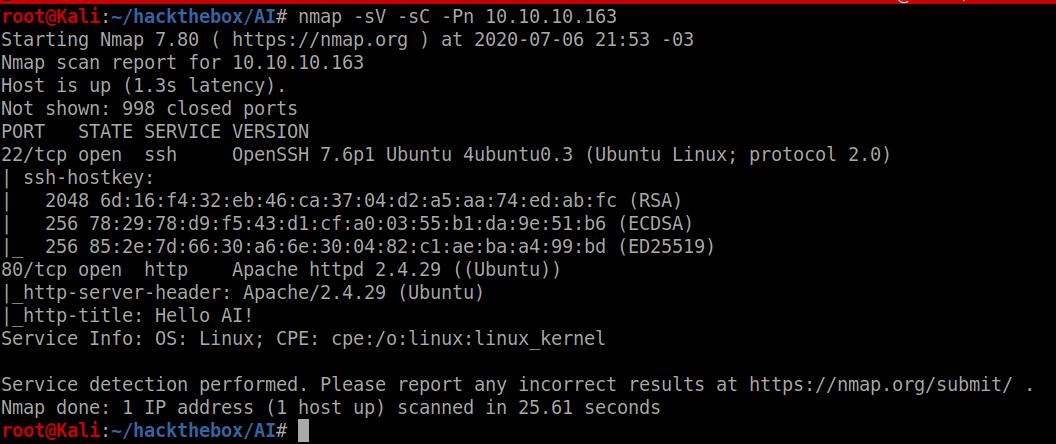 root@Kali:~/hackthebox/AI# nmap -sV -sC -Pn 10.10.10.163
Starting Nmap 7.80 ( https://nmap.org ) at 2020-07-06 21:53 -03
Nmap scan report for 10.10.10.163
Host is up (1.3s latency).
Not shown: 998 closed ports
PORT   STATE SERVICE VERSION
22/tcp open  ssh     OpenSSH 7.6p1 Ubuntu 4ubuntu0.3 (Ubuntu Linux; protocol 2.0)
| ssh-hostkey:
|   2048 6d:16:f4:32:eb:46:ca:37:04:d2:a5:aa:74:ed:ab:fc (RSA)
|   256 78:29:78:d9:f5:43:d1:cf:a0:03:55:b1:da:9e:51:b6 (ECDSA)
|_  256 85:2e:7d:66:30:a6:6e:30:04:82:c1:ae:ba:a4:99:bd (ED25519)
80/tcp open  http    Apache httpd 2.4.29 ((Ubuntu))
|_http-server-header: Apache/2.4.29 (Ubuntu)
|_http-title: Hello AI!
Service Info: OS: Linux; CPE: cpe:/o:linux:linux_kernel

Service detection performed. Please report any incorrect results at https://nmap.org/submit/ .
Nmap done: 1 IP address (1 host up) scanned in 25.61 seconds
root@Kali:~/hackthebox/AI#